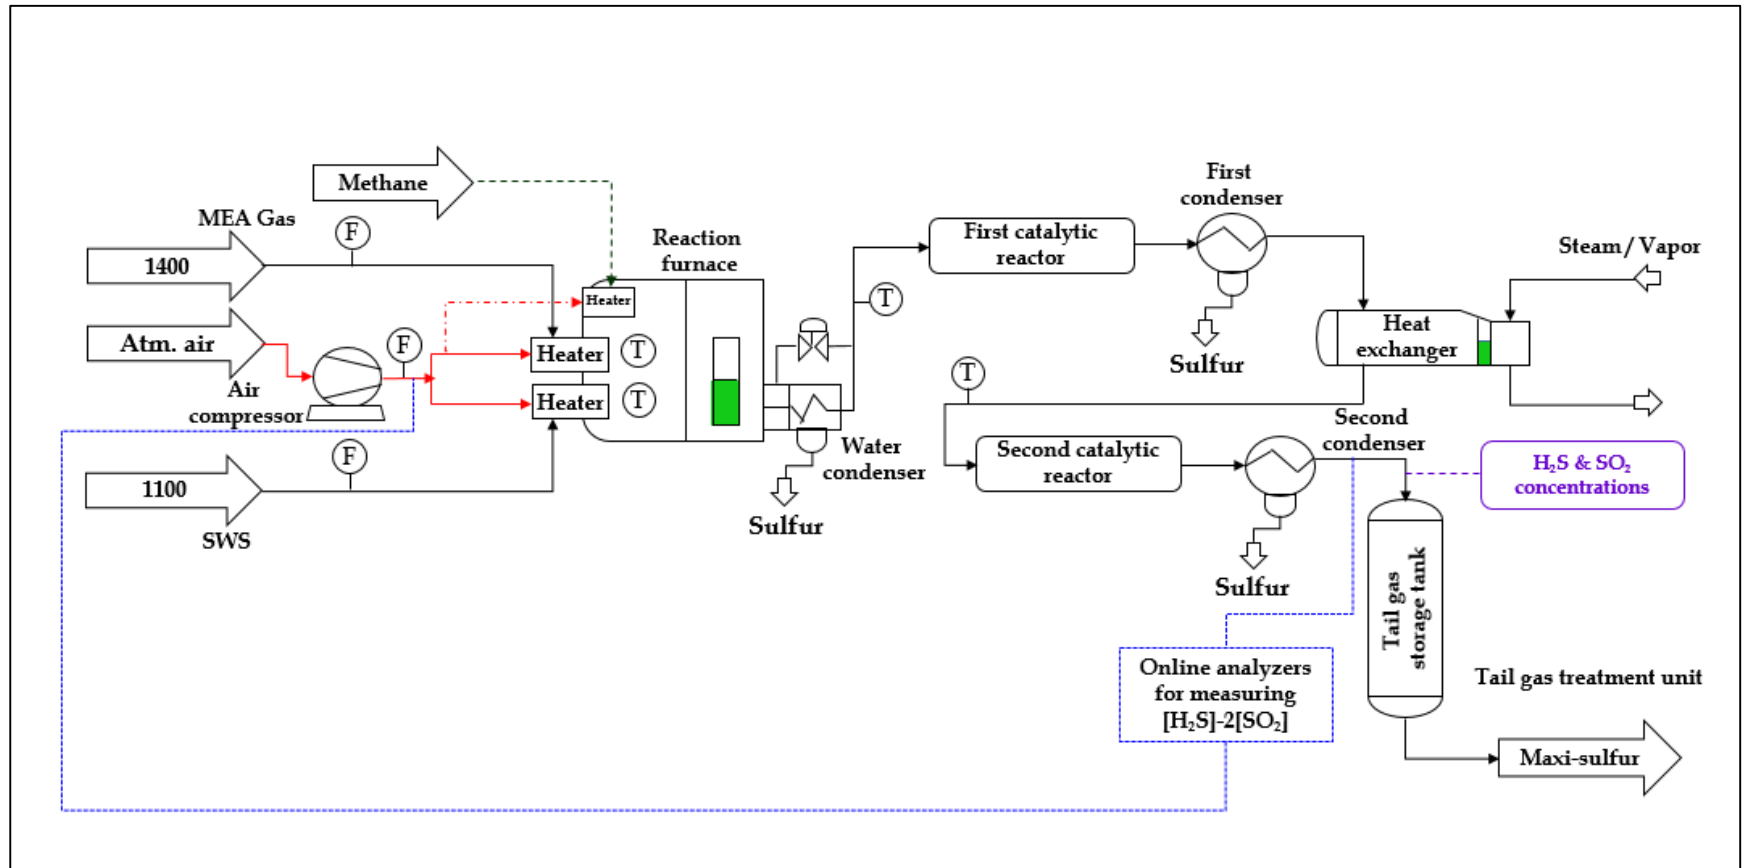 Methane
MEA Gas
F
1400
Reaction
furnace
Heater
Atm. air
F
Heater
T
Heater
T
Air
compressor
F
1100
SWS
T
Water
condenser
Sulfur
First catalytic
reactor
First
condenser
Sulfur
Steam/Vapor
Heat
exchanger
T
Second catalytic
reactor
Second
condenser
Sulfur
H₂S & SO₂
concentrations
Tail gas
storage tank
Online analyzers
for measuring
[H₂S]-2[SO₂]
Tail gas treatment unit
Maxi-sulfur